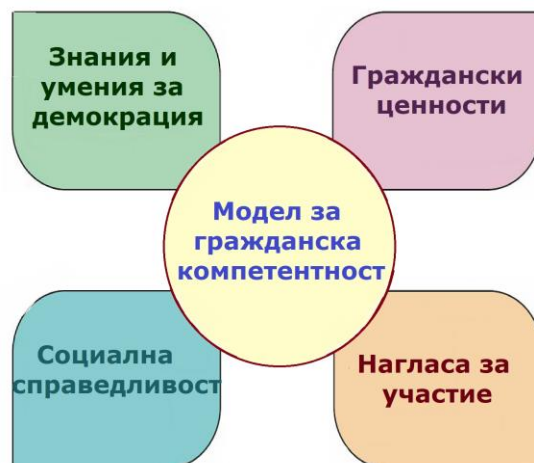 Знания и
умения за
демокрация
Граждански
ценности
Модел за
гражданска
компетентност
Социална
справедливост
Нагласа за
участие